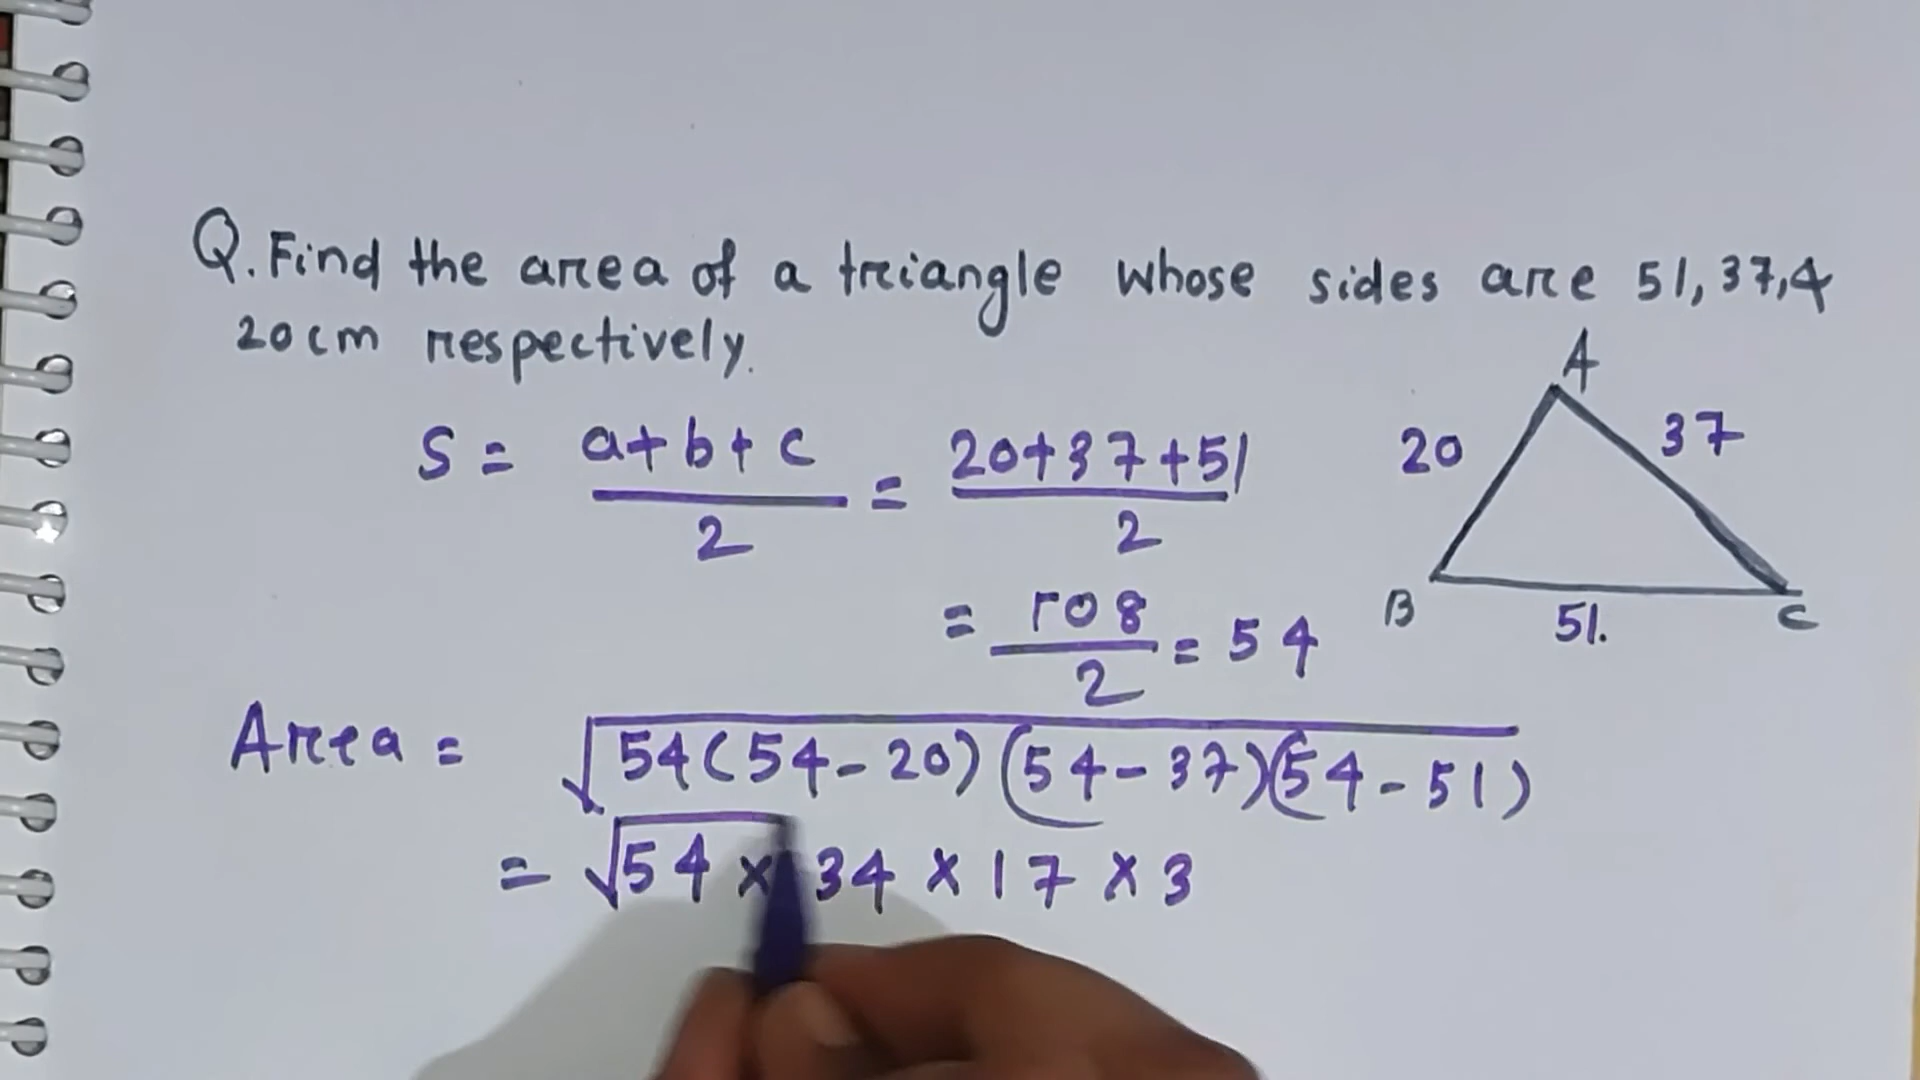 Q. Find the area of a triangle whose sides are 51, 37, &
20 cm respectively.
A
20
37
B
51.
C
S = a+b+c / 2 = 20+37+51 / 2
= 108 / 2 = 54
Area = √54(54-20)(54-37)(54-51)
= √54 × 34 × 17 × 3